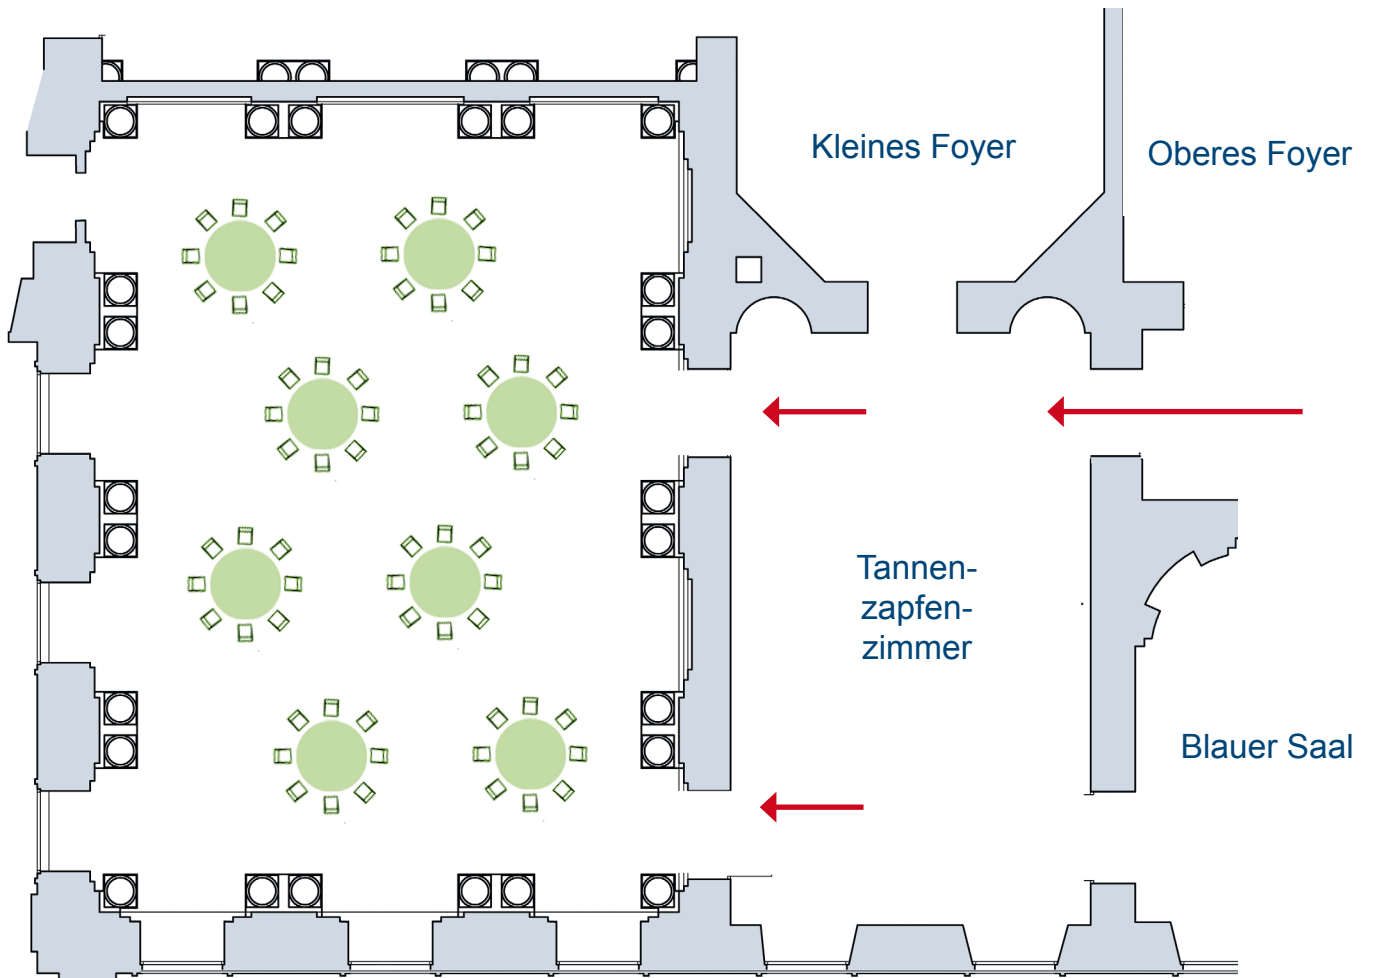 Kleines Foyer
Oberes Foyer
Tannen-
zapfen-
zimmer
Blauer Saal